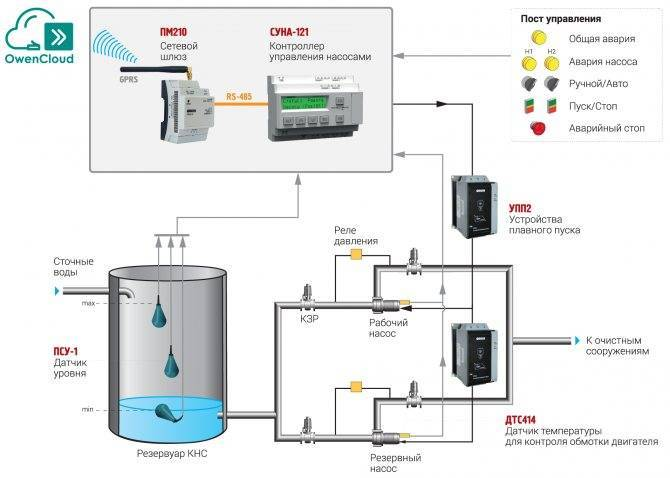 OwenCloud
GPRS
ПМ210
Сетевой
шлюз
RS-485
СУНА-121
Контроллер
управления насосами
Пост управления
Общая авария
Н1
Н2
Авария насоса
Ручной/Авто
Пуск/Стоп
Аварийный стоп
УПП2
Устройства
плавного пуска
Реле
давления
Сточные
воды
max
КЗР
Рабочий
насос
ПСУ-1
Датчик
уровня
min
К очистным
сооружениям
ДТС414
Датчик температуры
для контроля обмотки двигателя
Резервуар КНС
Резервный
насос